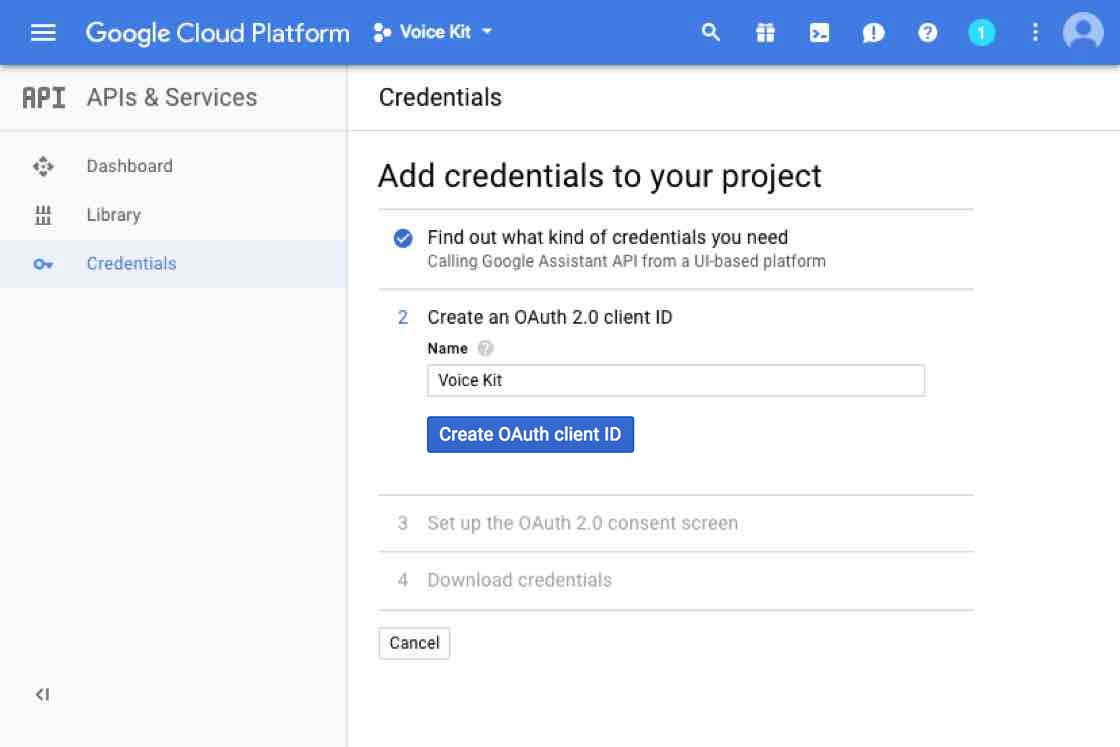 Google Cloud Platform
Voice Kit
1
API APIs & Services
Credentials
Dashboard
Library
Credentials
Add credentials to your project
Find out what kind of credentials you need
Calling Google Assistant API from a UI-based platform
2 Create an OAuth 2.0 client ID
Name ?
Voice Kit
Create OAuth client ID
3 Set up the OAuth 2.0 consent screen
4 Download credentials
Cancel